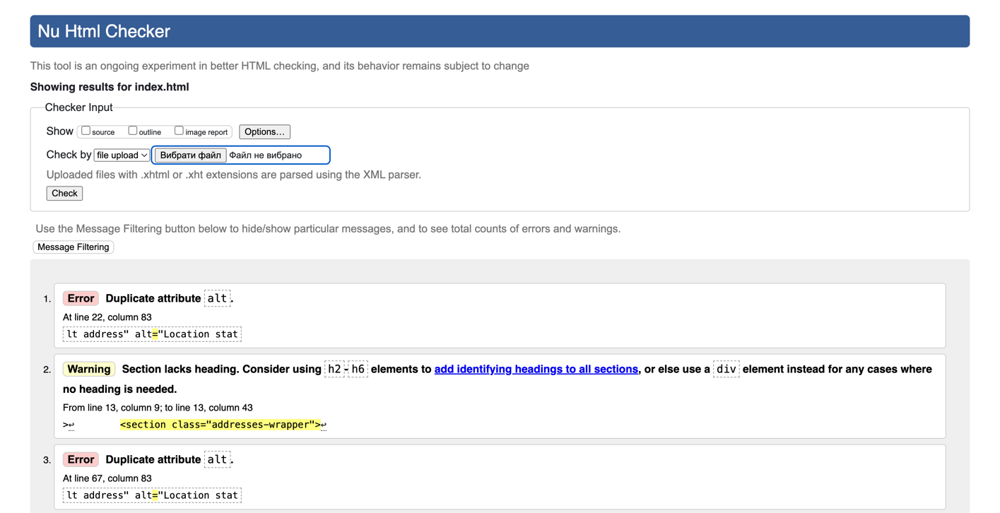 Nu Html Checker
This tool is an ongoing experiment in better HTML checking, and its behavior remains subject to change
Showing results for index.html
Checker Input
Show source outline image report Options...
Check by file upload Вибрати файл Файл не вибрано
Uploaded files with .xhtml or .xht extensions are parsed using the XML parser.
Check
Use the Message Filtering button below to hide/show particular messages, and to see total counts of errors and warnings.
Message Filtering
1. Error Duplicate attribute alt.
At line 22, column 83
lt address" alt="Location stat
2. Warning Section lacks heading. Consider using h2-h6 elements to add identifying headings to all sections, or else use a div element instead for any cases where
no heading is needed.
From line 13, column 9; to line 13, column 43
>↩ <section class="addresses-wrapper">↩
3. Error Duplicate attribute alt.
At line 67, column 83
lt address" alt="Location stat